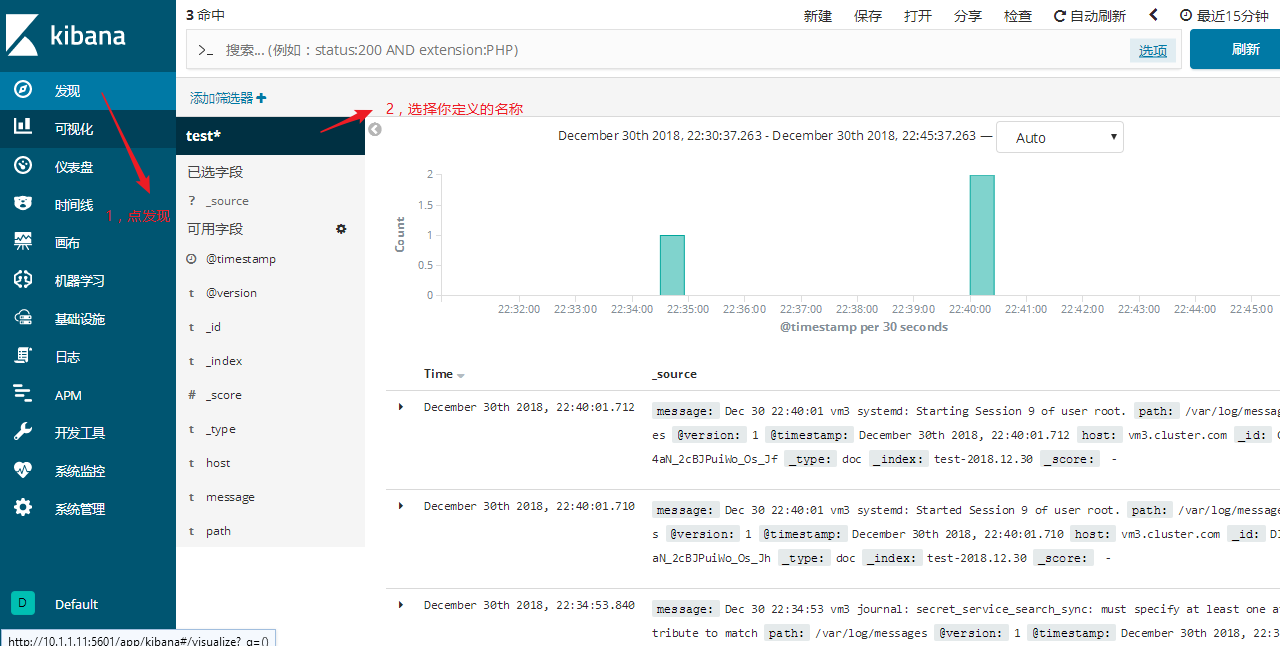 kibana
发现
可视化
仪表盘
时间线
画布
机器学习
基础设施
日志
APM
开发工具
系统监控
系统管理
D Default
http://10.1.1.11:5601/app/kibana#/visualize?_g=()
1，点发现
3 命中
新建 保存 打开 分享 检查 自动刷新 最近15分钟
>_ 搜索... (例如：status:200 AND extension:PHP) 选项 刷新
添加筛选器
2，选择你定义的名称
test*
已选字段
? _source
可用字段
@timestamp
t @version
t _id
t _index
# _score
t _type
t host
t message
t path
December 30th 2018, 22:30:37.263 - December 30th 2018, 22:45:37.263 — Auto
Count
2
1.5
1
0.5
0
22:32:00 22:33:00 22:34:00 22:35:00 22:36:00 22:37:00 22:38:00 22:39:00 22:40:00 22:41:00 22:42:00 22:43:00 22:44:00 22:45:00
@timestamp per 30 seconds
Time _source
December 30th 2018, 22:40:01.712 message: Dec 30 22:40:01 vm3 systemd: Starting Session 9 of user root. path: /var/log/messag
es @version: 1 @timestamp: December 30th 2018, 22:40:01.712 host: vm3.cluster.com _id:
4aN_2cBJPuiWo_Os_Jf _type: doc _index: test-2018.12.30 _score: -
December 30th 2018, 22:40:01.710 message: Dec 30 22:40:01 vm3 systemd: Started Session 9 of user root. path: /var/log/message
s @version: 1 @timestamp: December 30th 2018, 22:40:01.710 host: vm3.cluster.com _id:
aN_2cBJPuiWo_Os_Jh _type: doc _index: test-2018.12.30 _score: -
December 30th 2018, 22:34:53.840 message: Dec 30 22:34:53 vm3 journal: secret_service_search_sync: must specify at least one at
tribute to match path: /var/log/messages @version: 1 @timestamp: December 30th 2018,